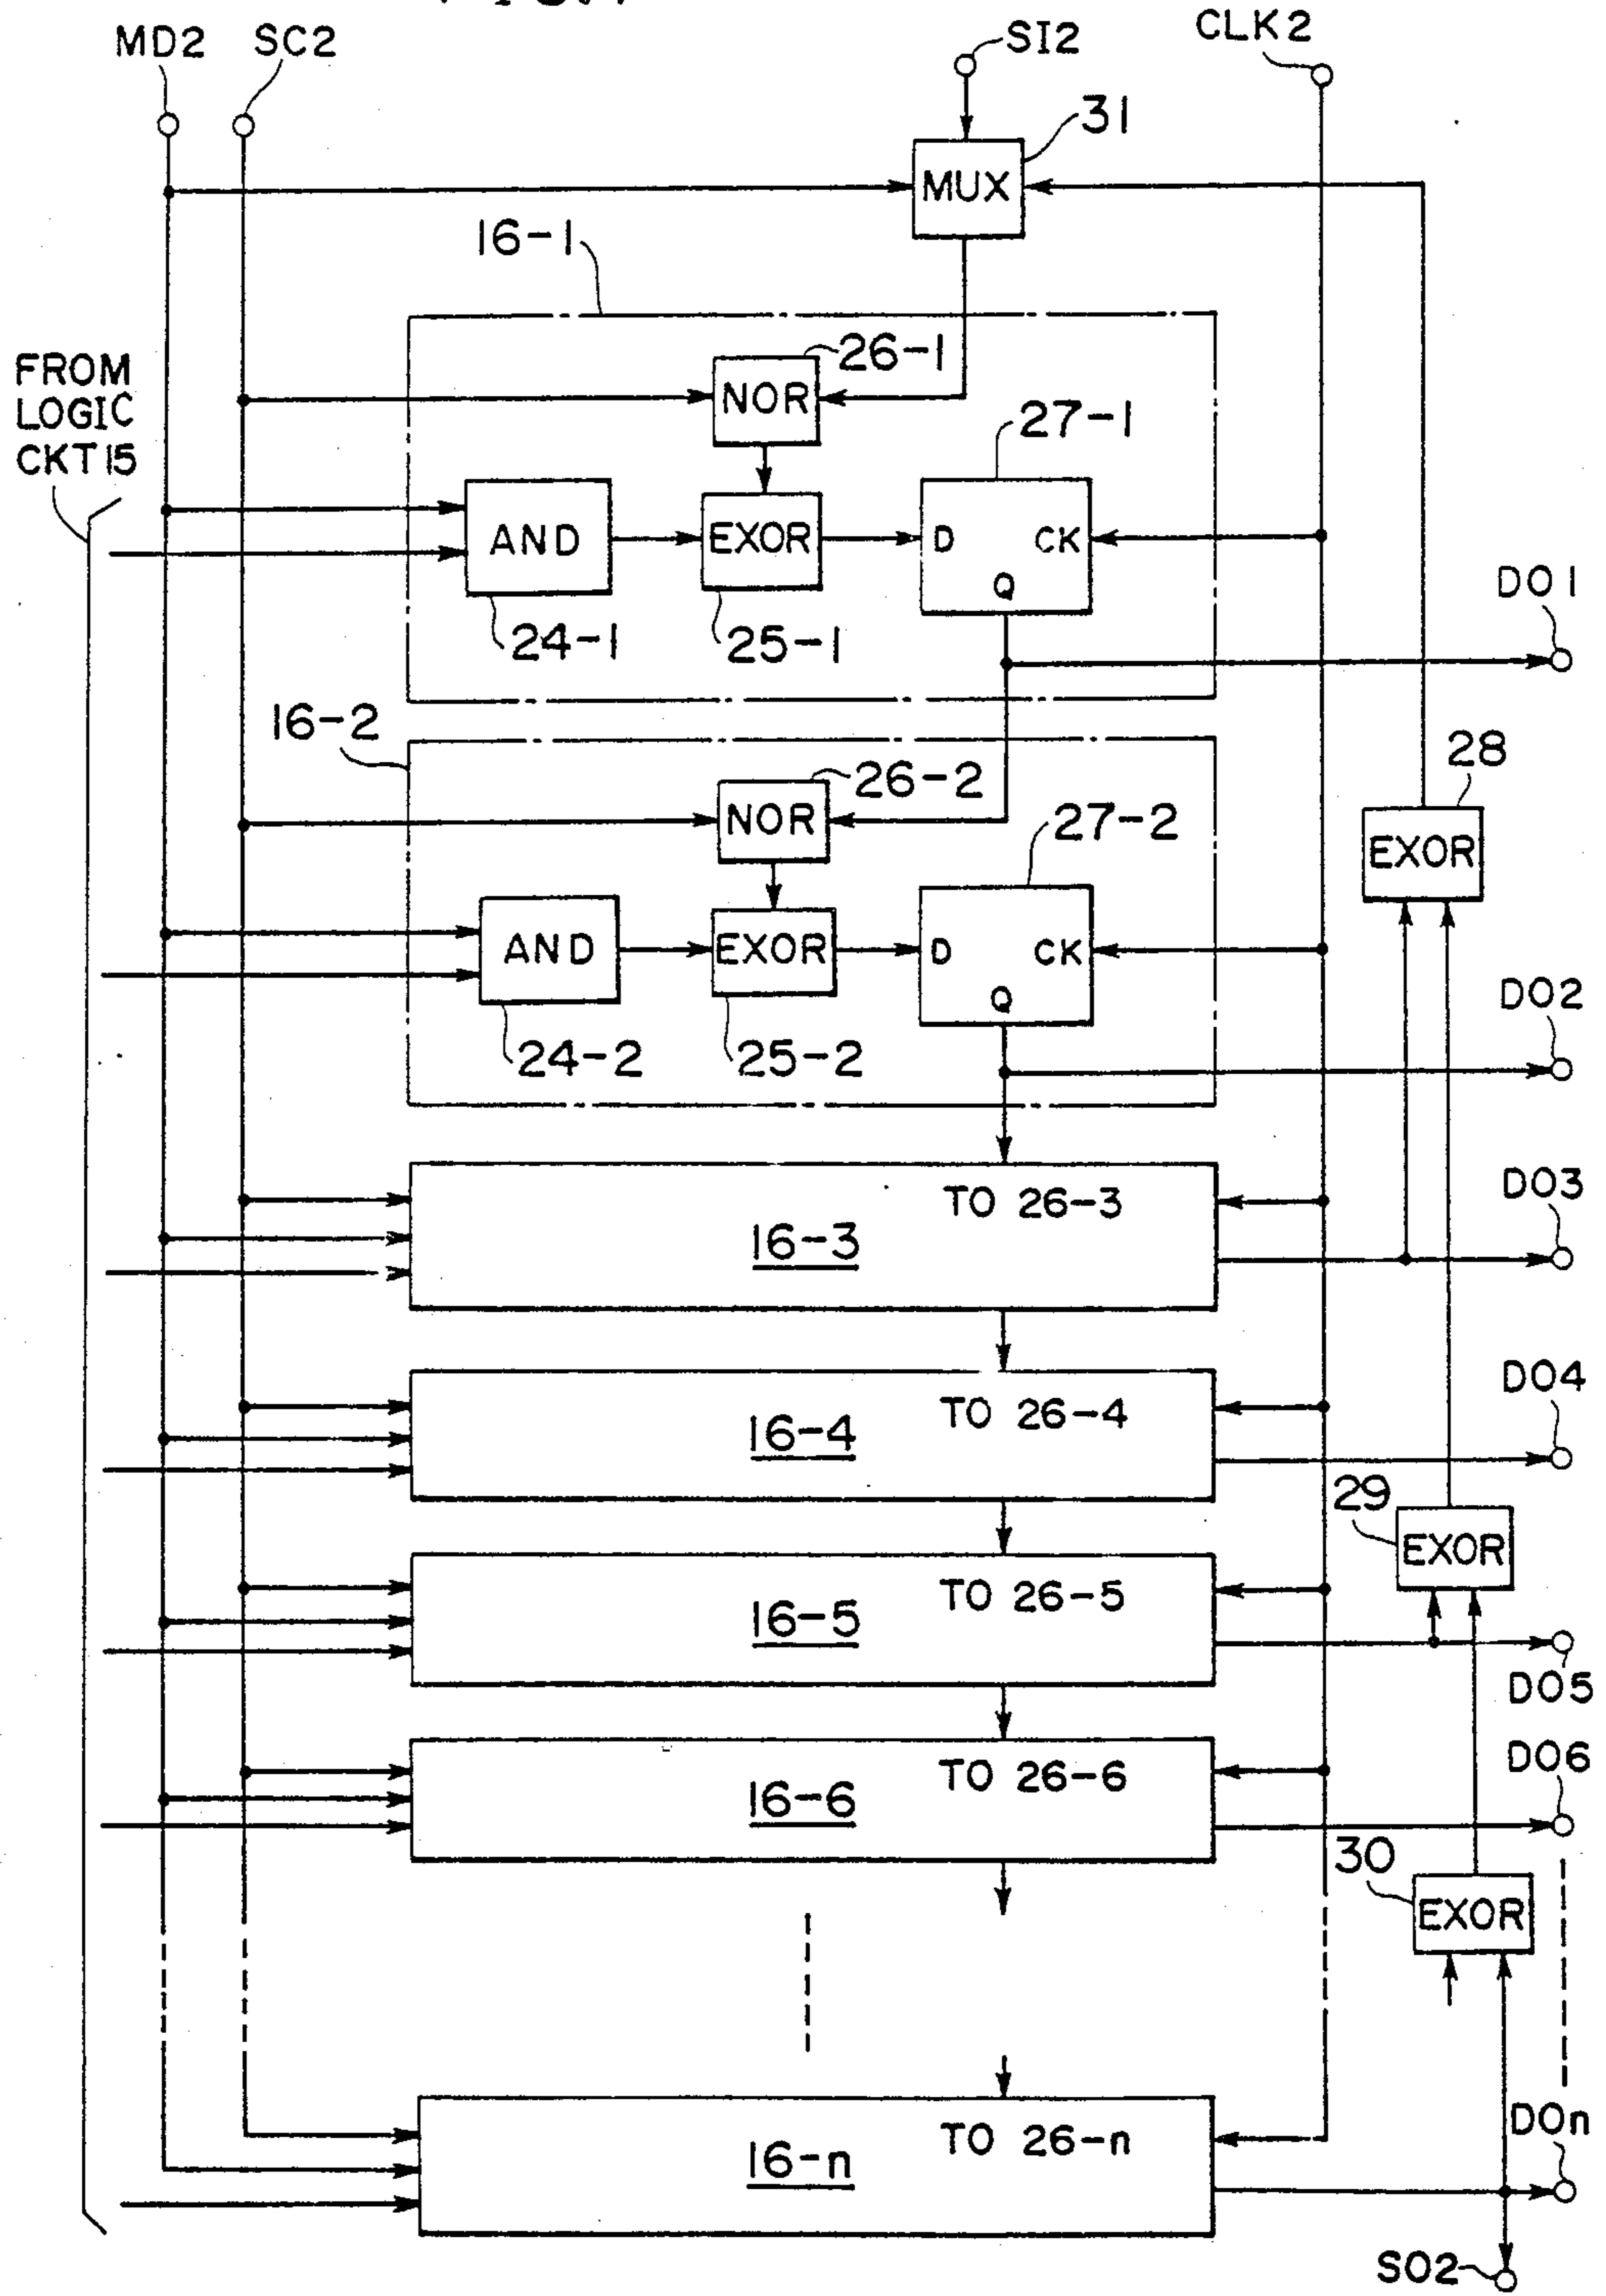 MD2 SC2 SI2 CLK2
31
MUX
16-1
FROM
LOGIC
CKT15
26-1
NOR
27-1
AND EXOR D CK
Q
DO1
24-1 25-1
16-2
28
26-2
NOR
27-2
EXOR
AND EXOR D CK
Q
DO2
24-2 25-2
TO 26-3
DO3
16-3
DO4
TO 26-4
16-4
29
EXOR
TO 26-5
16-5
DO5
DO6
TO 26-6
16-6
30
EXOR
DOn
TO 26-n
16-n
SO2